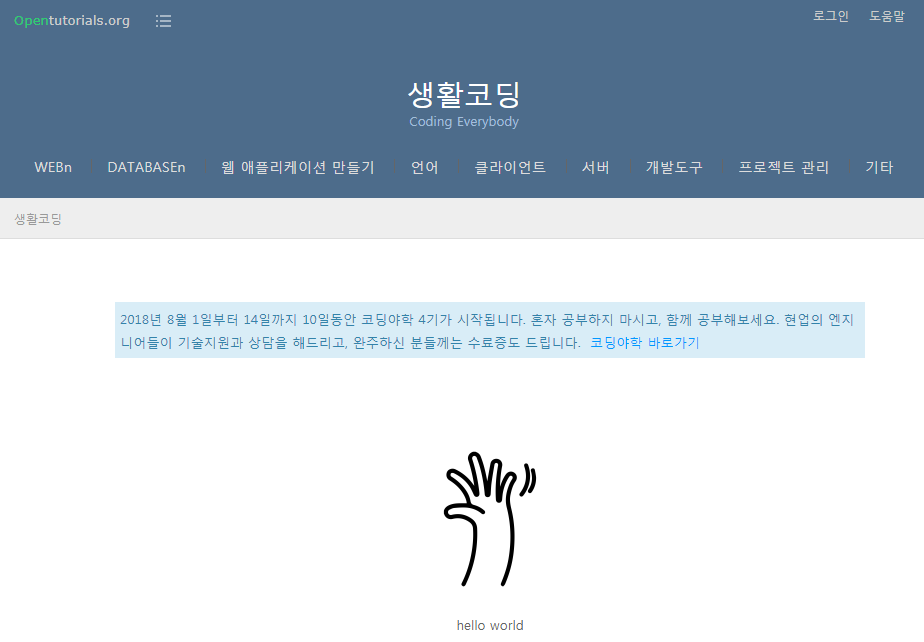 Opentutorials.org
로그인 도움말
생활코딩
Coding Everybody
WEBn DATABASEn 웹 애플리케이션 만들기 언어 클라이언트 서버 개발도구 프로젝트 관리 기타
생활코딩
2018년 8월 1일부터 14일까지 10일동안 코딩야학 4기가 시작됩니다. 혼자 공부하지 마시고, 함께 공부해보세요. 현업의 엔지
니어들이 기술지원과 상담을 해드리고, 완주하신 분들께는 수료증도 드립니다. 코딩야학 바로가기
hello world